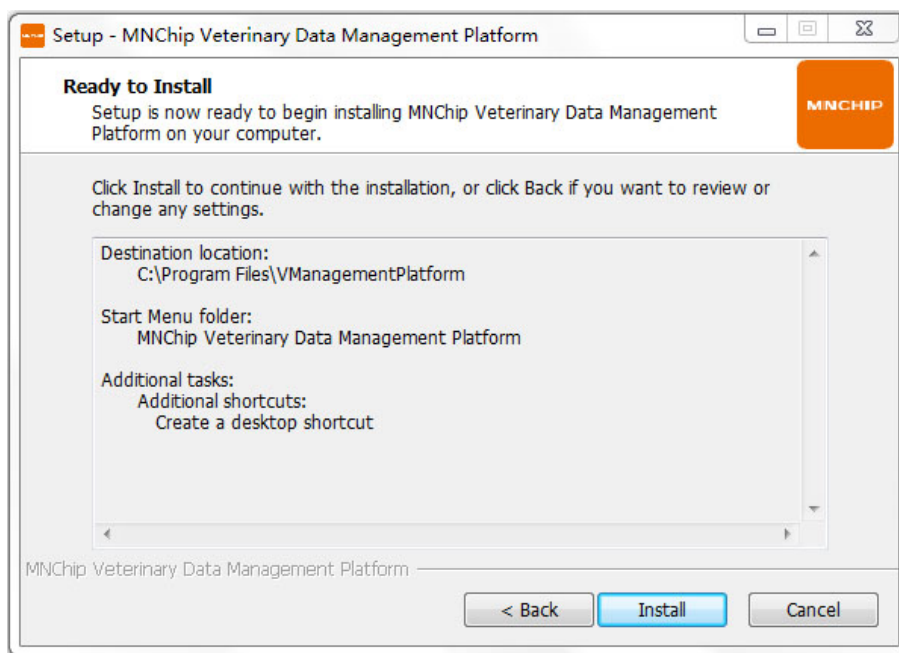 Setup - MNChip Veterinary Data Management Platform
Ready to Install
Setup is now ready to begin installing MNChip Veterinary Data Management
Platform on your computer.
MNCHIP
Click Install to continue with the installation, or click Back if you want to review or
change any settings.
Destination location:
C:\Program Files\VManagementPlatform
Start Menu folder:
MNChip Veterinary Data Management Platform
Additional tasks:
Additional shortcuts:
Create a desktop shortcut
MNChip Veterinary Data Management Platform
< Back
Install
Cancel